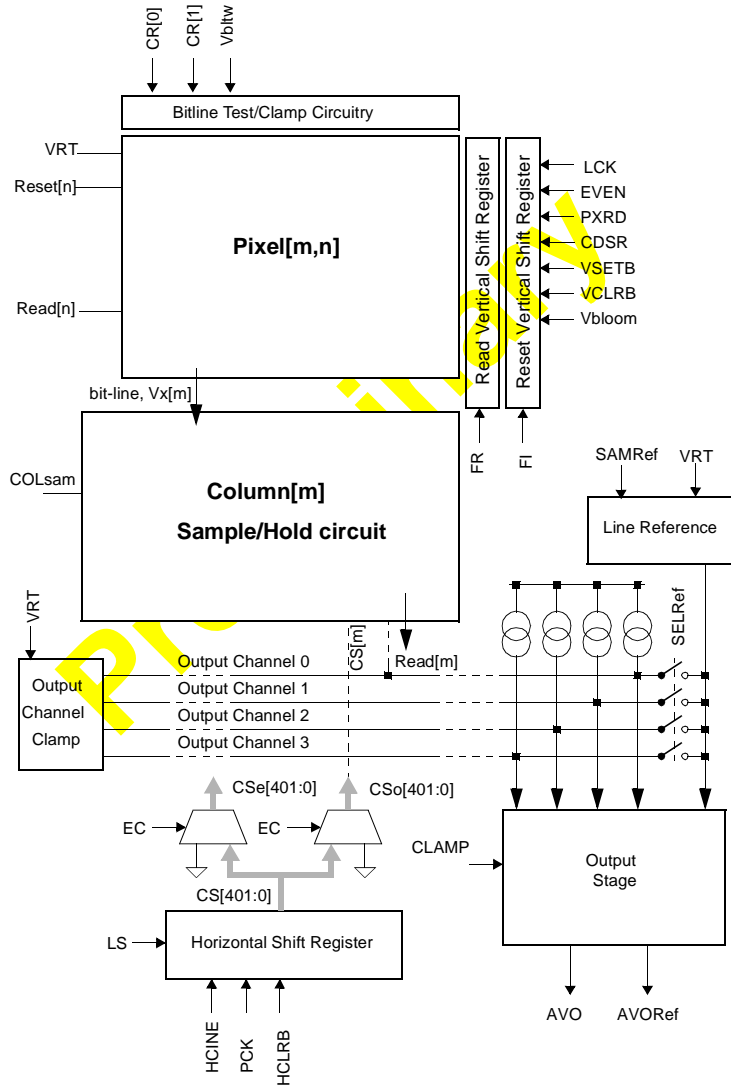 CR[0]
CR[1]
Vbltw
Bitline Test/Clamp Circuitry
VRT
Reset[n]
Read[n]
Pixel[m,n]
Read Vertical Shift Register
Reset Vertical Shift Register
LCK
EVEN
PXRD
CDSR
VSETB
VCLRB
Vbloom
FR
FI
bit-line, Vx[m]
COLsam
Column[m]
Sample/Hold circuit
SAMRef
VRT
Line Reference
SELRef
VRT
CS[m]
Read[m]
Output
Channel
Clamp
Output Channel 0
Output Channel 1
Output Channel 2
Output Channel 3
CSe[401:0]
CSo[401:0]
EC
EC
CS[401:0]
LS
Horizontal Shift Register
HCINE
PCK
HCLRB
CLAMP
Output
Stage
AVO
AVORef
Preliminary